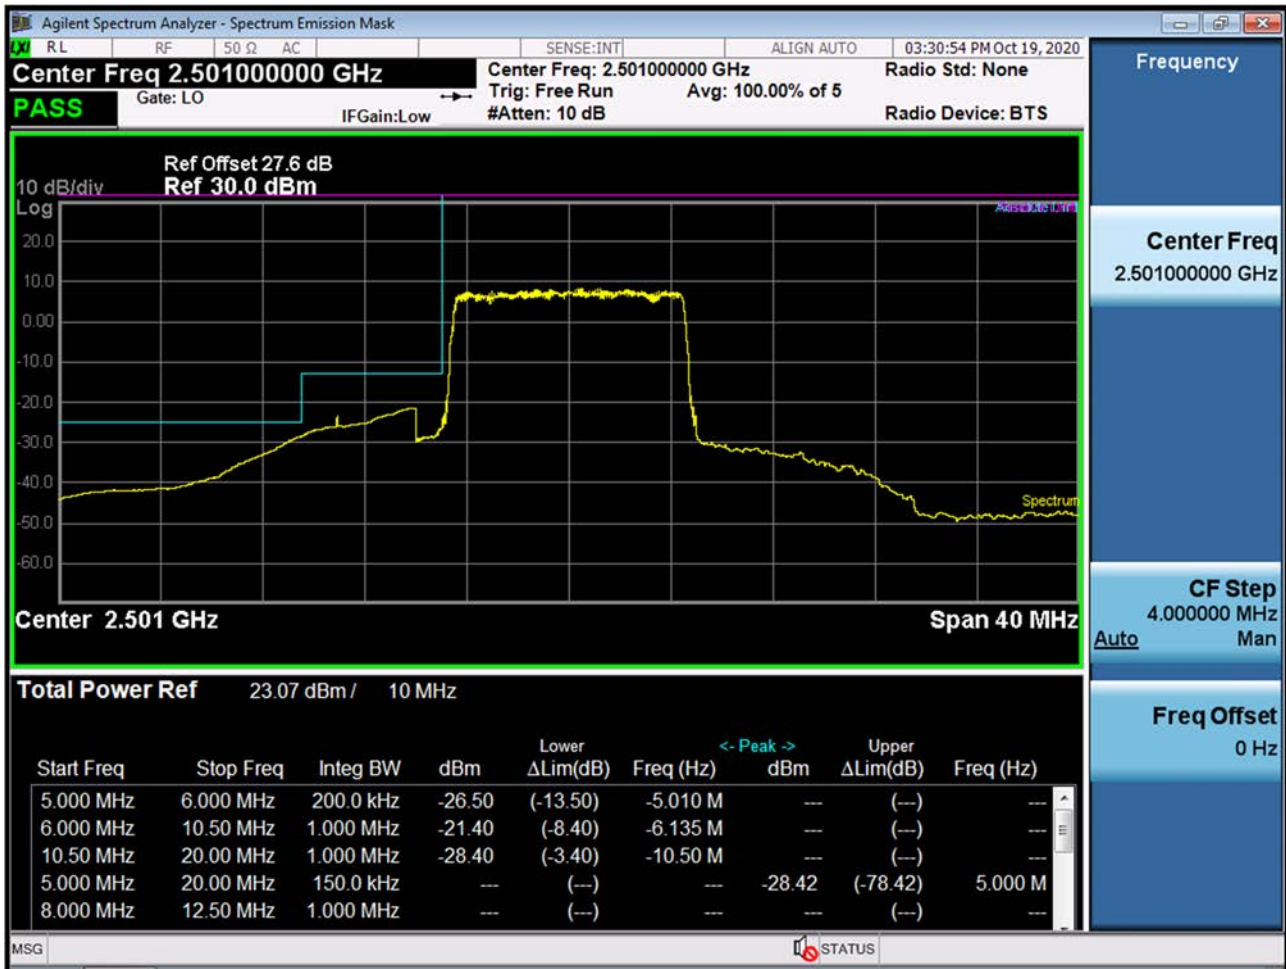 Agilent Spectrum Analyzer - Spectrum Emission Mask
LXI RL RF 50 Ω AC SENSE:INT ALIGN AUTO 03:30:54 PM Oct 19, 2020
Center Freq 2.501000000 GHz
Center Freq: 2.501000000 GHz Radio Std: None
Trig: Free Run Avg: 100.00% of 5
PASS Gate: LO IFGain:Low #Atten: 10 dB Radio Device: BTS
Ref Offset 27.6 dB
10 dB/div Ref 30.0 dBm
Log
20.0
10.0
0.00
-10.0
-20.0
-30.0
-40.0
Spectrum
-50.0
-60.0
Center 2.501 GHz Span 40 MHz
Total Power Ref 23.07 dBm / 10 MHz
Lower <- Peak -> Upper
Start Freq Stop Freq Integ BW dBm ΔLim(dB) Freq (Hz) dBm ΔLim(dB) Freq (Hz)
5.000 MHz 6.000 MHz 200.0 kHz -26.50 (-13.50) -5.010 M --- (---) ---
6.000 MHz 10.50 MHz 1.000 MHz -21.40 (-8.40) -6.135 M --- (---) ---
10.50 MHz 20.00 MHz 1.000 MHz -28.40 (-3.40) -10.50 M --- (---) ---
5.000 MHz 20.00 MHz 150.0 kHz --- (---) --- -28.42 (-78.42) 5.000 M
8.000 MHz 12.50 MHz 1.000 MHz --- (---) --- --- (---) ---
MSG STATUS
Frequency
Center Freq
2.501000000 GHz
CF Step
4.000000 MHz
Auto Man
Freq Offset
0 Hz